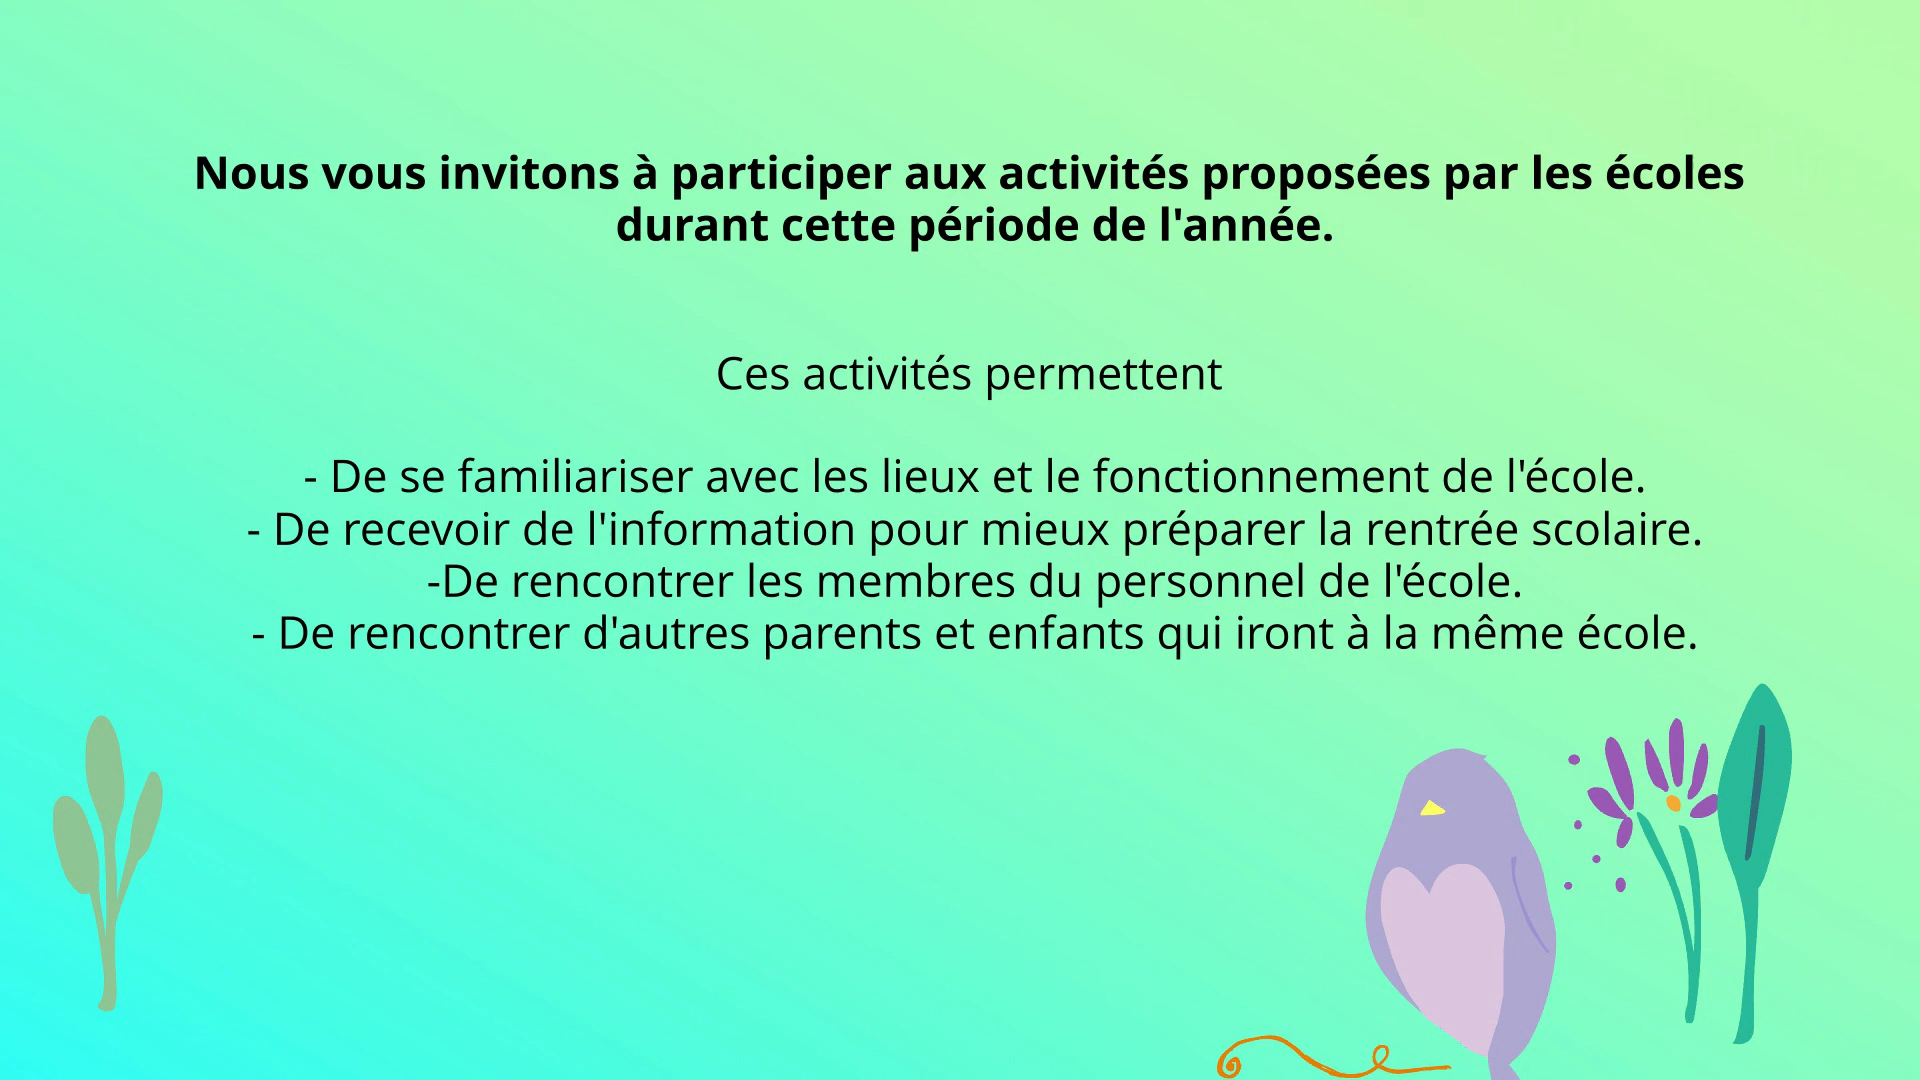 Nous vous invitons à participer aux activités proposées par les écoles
durant cette période de l'année.
Ces activités permettent
- De se familiariser avec les lieux et le fonctionnement de l'école.
- De recevoir de l'information pour mieux préparer la rentrée scolaire.
-De rencontrer les membres du personnel de l'école.
- De rencontrer d'autres parents et enfants qui iront à la même école.